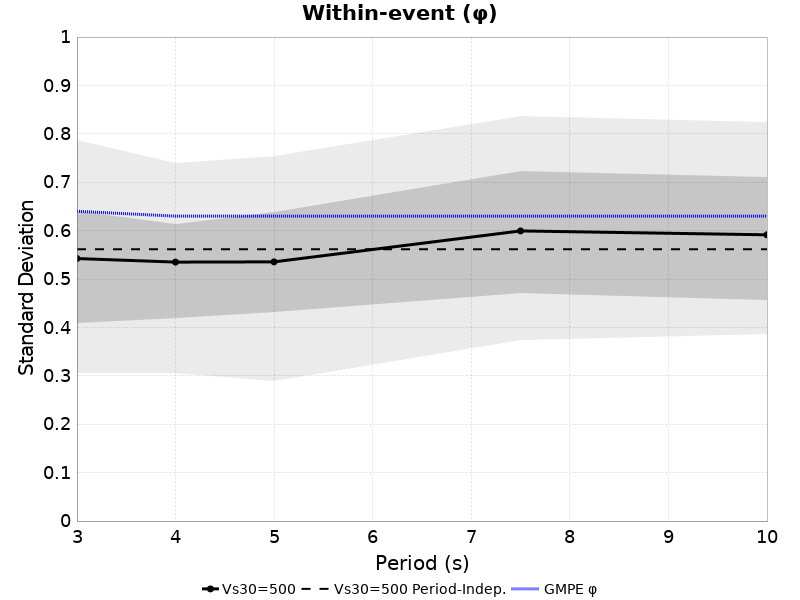 Within-event (φ)
1
0.9
0.8
0.7
0.6
0.5
0.4
0.3
0.2
0.1
0
Standard Deviation
3 4 5 6 7 8 9 10
Period (s)
Vs30=500 Vs30=500 Period-Indep. GMPE φ